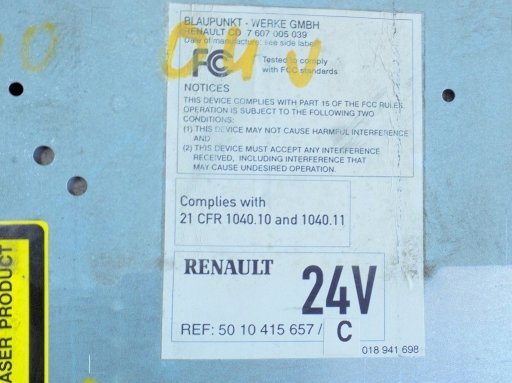 BLAUPUNKT - WERKE GMBH
RENAULT CD 7 607 005 039
Date of manufacture: see side label
FC
Tested to comply
with FCC standards
24V
NOTICES
THIS DEVICE COMPLIES WITH PART 15 OF THE FCC RULES.
OPERATION IS SUBJECT TO THE FOLLOWING TWO
CONDITIONS:
(1) THIS DEVICE MAY NOT CAUSE HARMFUL INTERFERENCE
AND
(2) THIS DEVICE MUST ACCEPT ANY INTERFERENCE
RECEIVED, INCLUDING INTERFERENCE THAT
MAY CAUSE UNDESIRED OPERATION.
Complies with
21 CFR 1040.10 and 1040.11
RENAULT
24V
REF: 50 10 415 657 / C
018 941 698
ASER PRODUCT